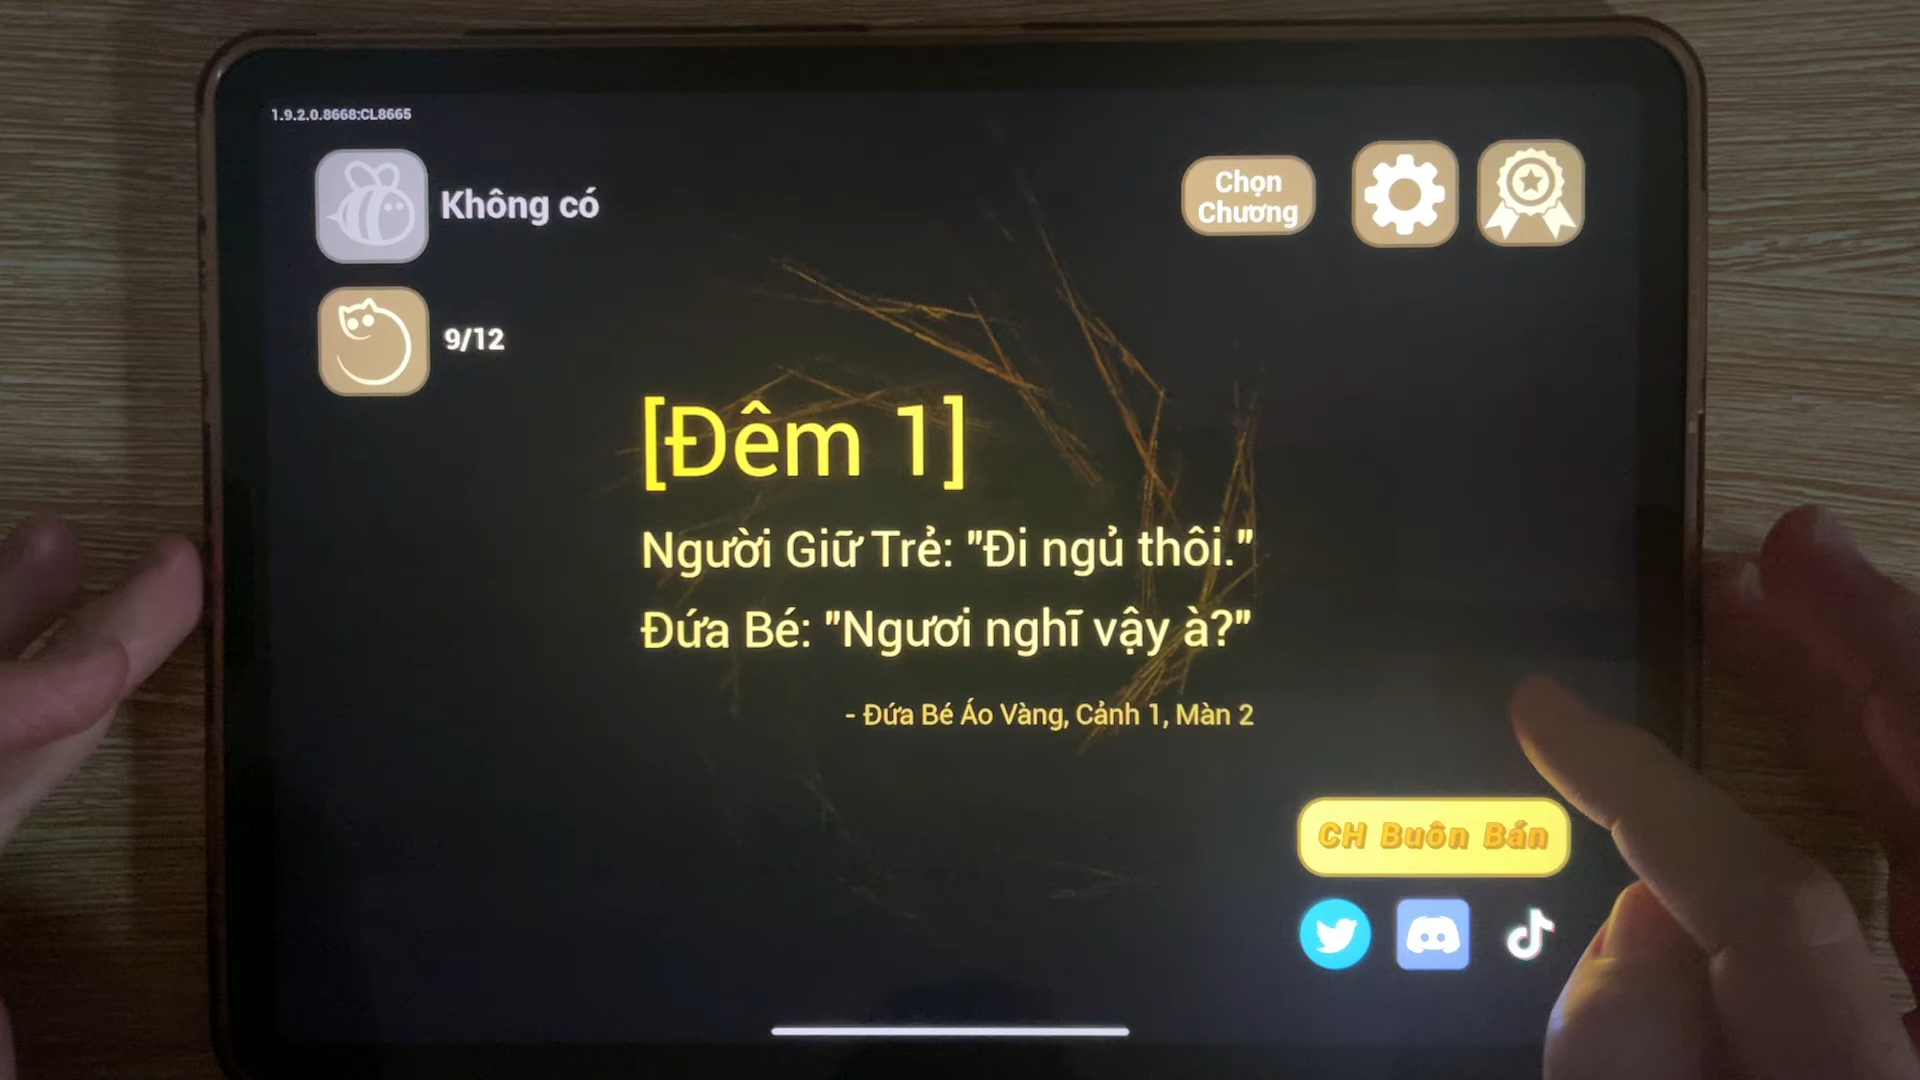 1.9.2.0.8668:CL8665
Không có
Chọn
Chương
9/12
[Đêm 1]
Người Giữ Trẻ: "Đi ngủ thôi."
Đứa Bé: "Ngươi nghĩ vậy à?"
- Đứa Bé Áo Vàng, Cảnh 1, Màn 2
CH Buôn Bán